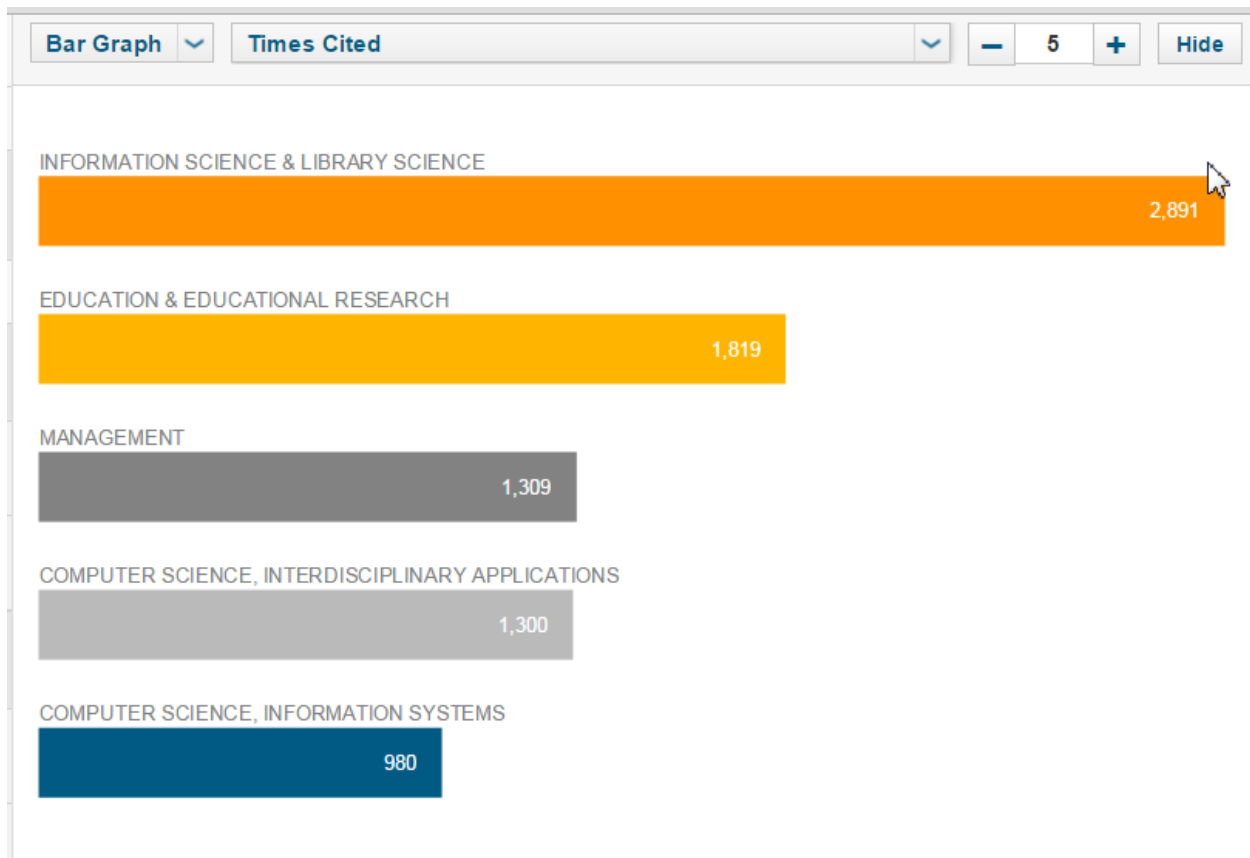 Bar Graph Times Cited 5 Hide
INFORMATION SCIENCE & LIBRARY SCIENCE
2,891
EDUCATION & EDUCATIONAL RESEARCH
1,819
MANAGEMENT
1,309
COMPUTER SCIENCE, INTERDISCIPLINARY APPLICATIONS
1,300
COMPUTER SCIENCE, INFORMATION SYSTEMS
980